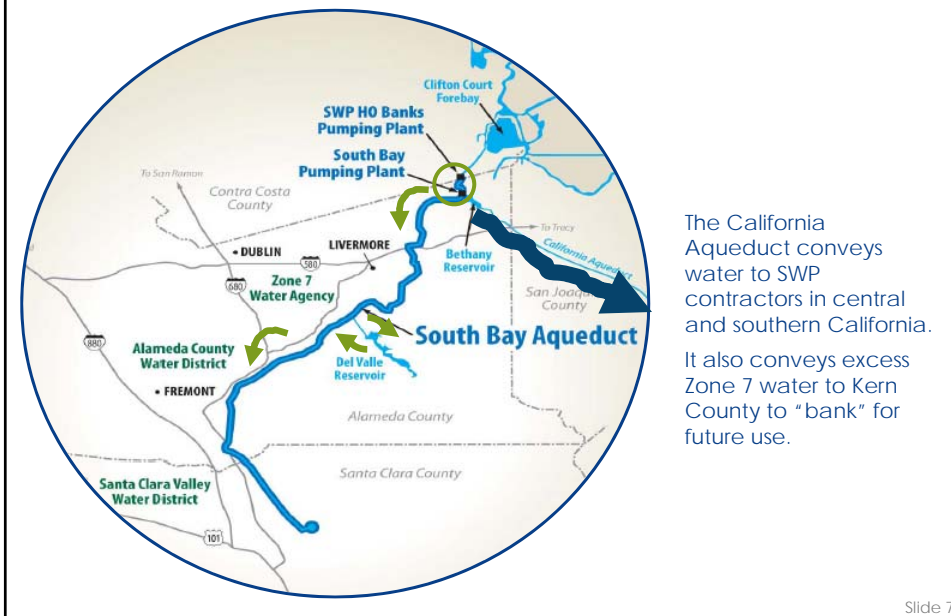 Clifton Court
Forebay
SWP HO Banks
Pumping Plant
South Bay
Pumping Plant
To San Ramon
Contra Costa
County
To Tracy
DUBLIN
LIVERMORE
580
Bethany
Reservoir
California Aqueduct
680
Zone 7
Water Agency
San Joaq
County
880
South Bay Aqueduct
Alameda County
Water District
Del Valle
Reservoir
FREMONT
Alameda County
Santa Clara County
Santa Clara Valley
Water District
101
The California
Aqueduct conveys
water to SWP
contractors in central
and southern California.
It also conveys excess
Zone 7 water to Kern
County to “bank” for
future use.
Slide 7